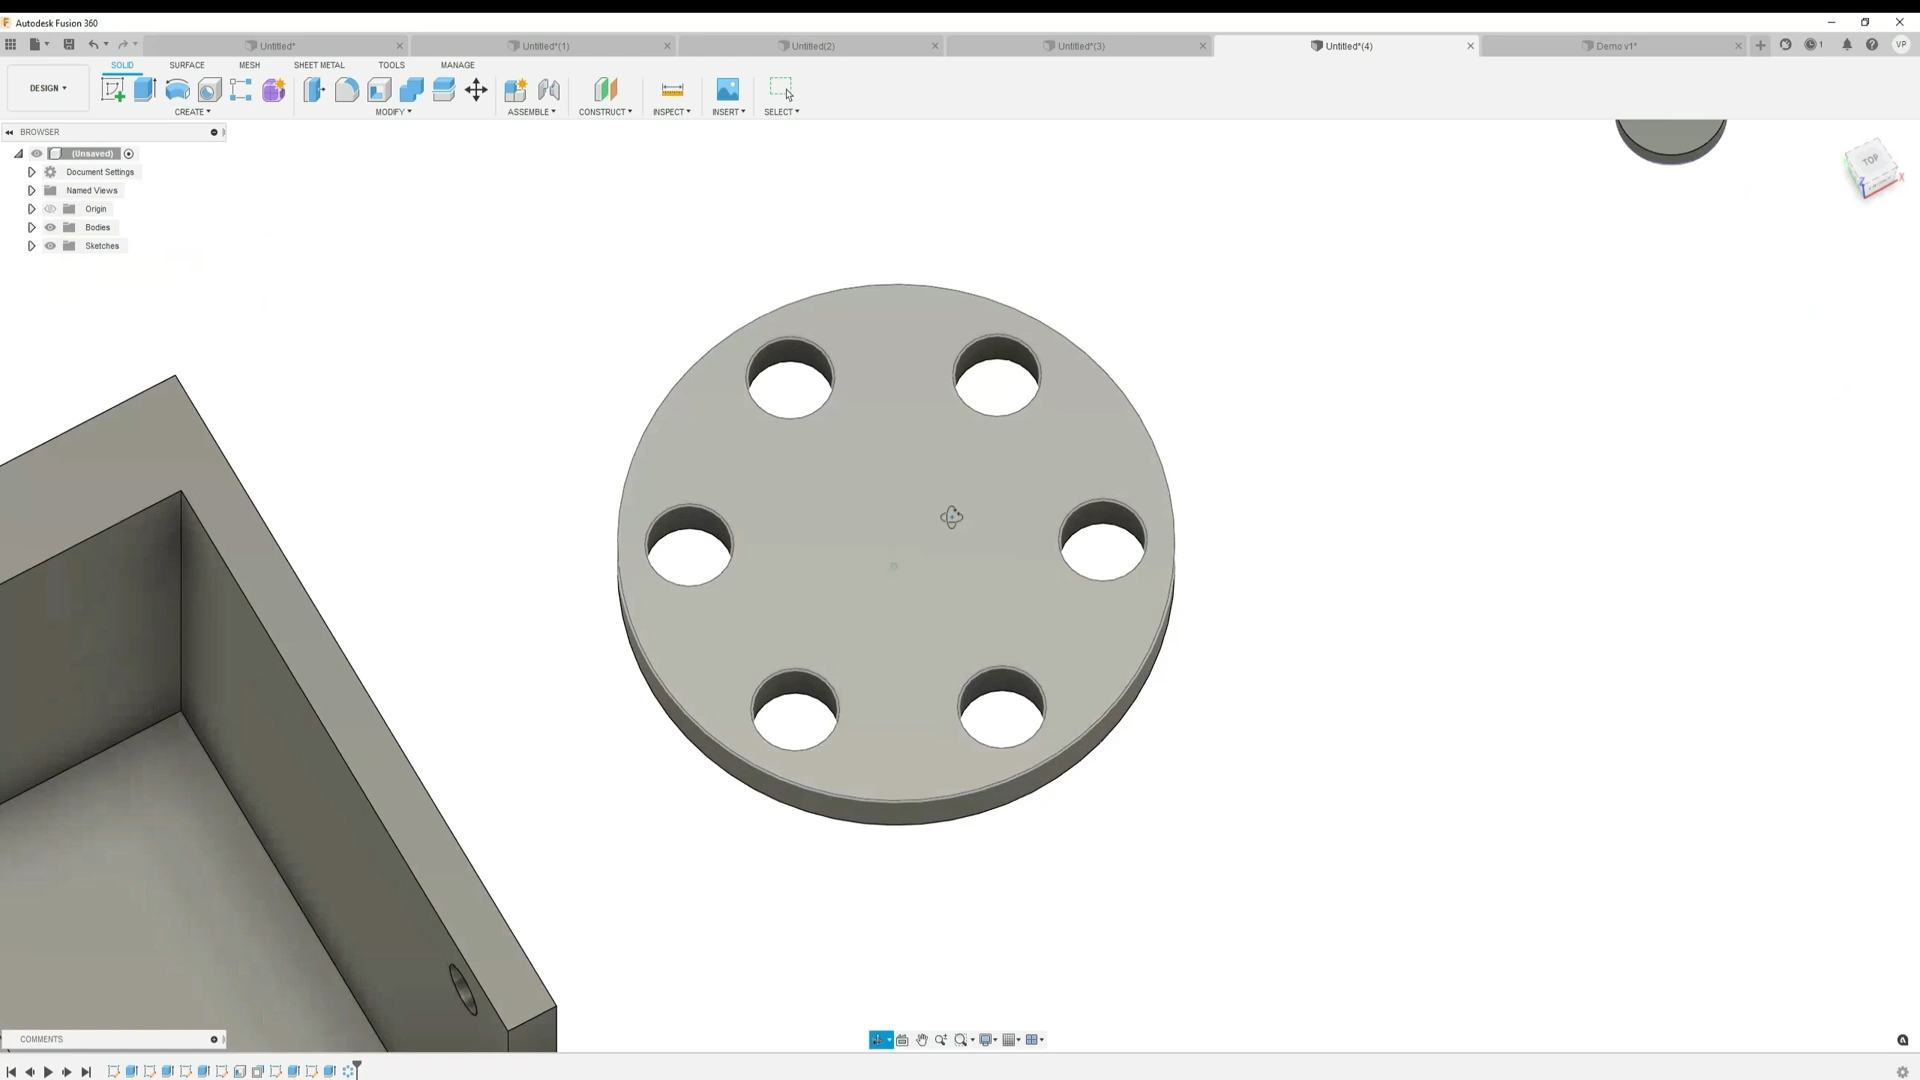 Autodesk Fusion 360
Untitled*
Untitled*(1)
Untitled(2)
Untitled*(3)
Untitled*(4)
Demo v1*
1
VP
DESIGN
SOLID
SURFACE
MESH
SHEET METAL
TOOLS
MANAGE
CREATE
MODIFY
ASSEMBLE
CONSTRUCT
INSPECT
INSERT
SELECT
BROWSER
(Unsaved)
Document Settings
Named Views
Origin
Bodies
Sketches
TOP
Z
X
COMMENTS